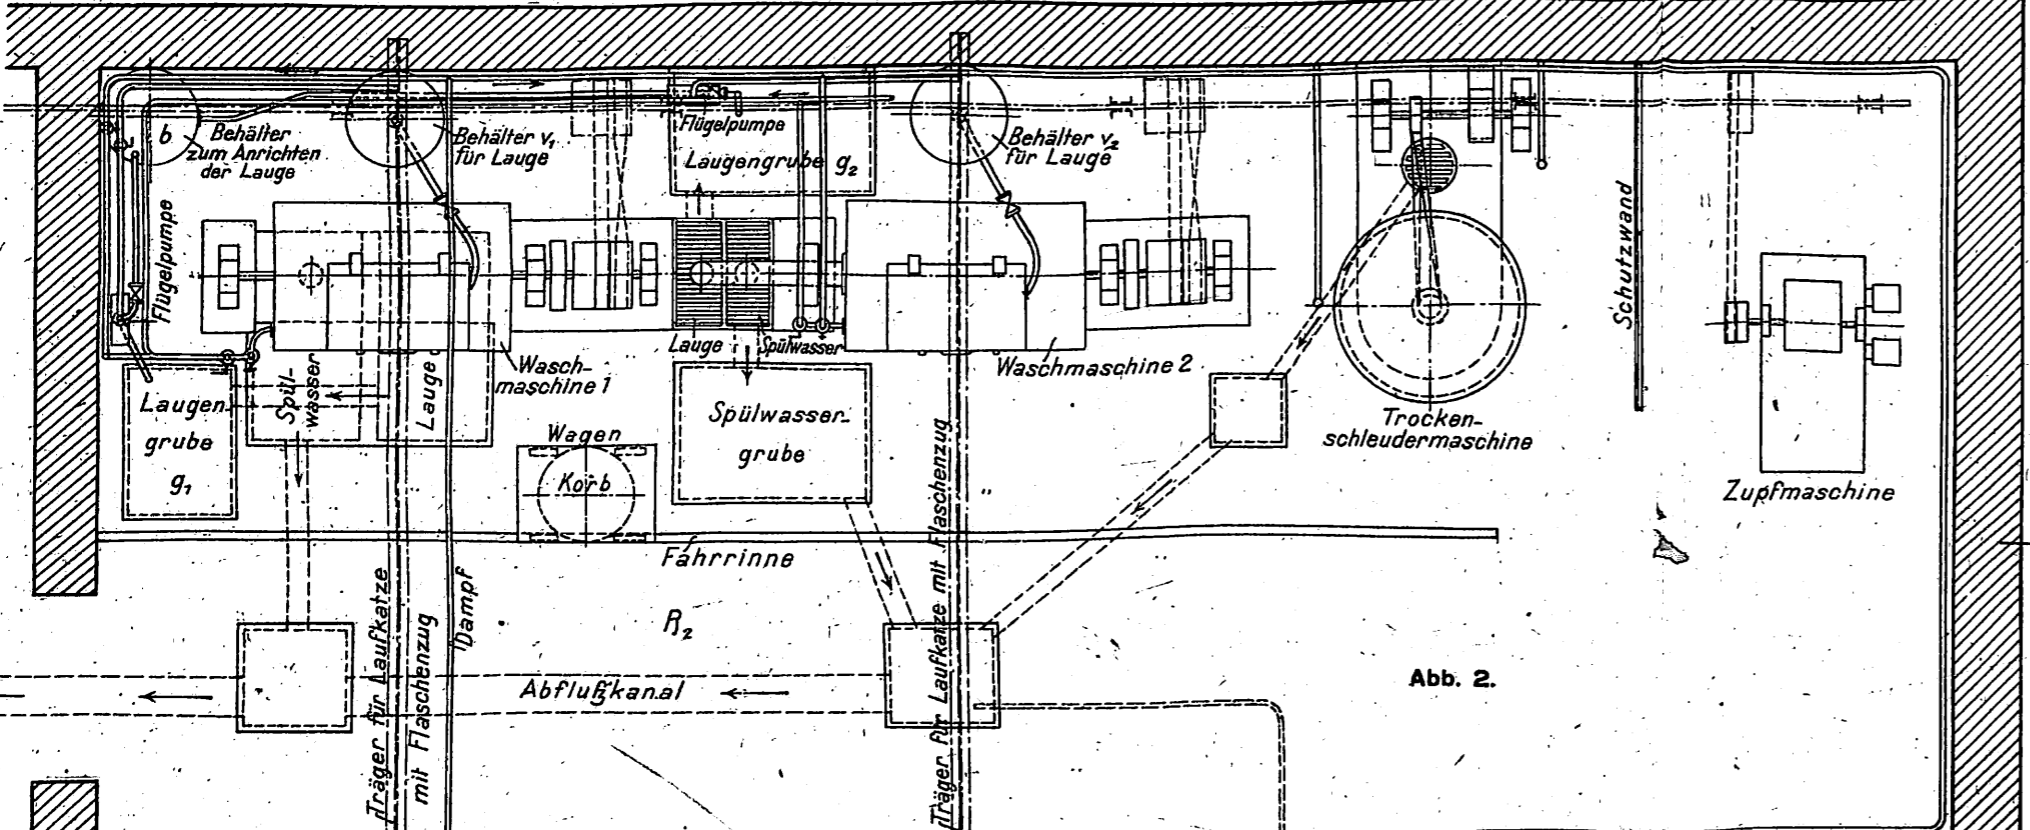 b
Behälter
zum Anrichten
der Lauge
Behälter v₁
für Lauge
Flügelpumpe
Laugengrube g₂
Behälter v₂
für Lauge
Flügelpumpe
Schutzwand
Lauge
Spülwasser
Wasch-
maschine 1
Waschmaschine 2
Laugen-
grube
g₁
Spül-
wasser
Lauge
Wagen
Korb
Spülwasser-
grube
Trocken-
schleudermaschine
Zupfmaschine
Fahrrinne
Träger für Laufkatze
mit Flaschenzug
Dampf
R₂
Träger für Laufkatze mit Flaschenzug
Abflußkanal
Abb. 2.